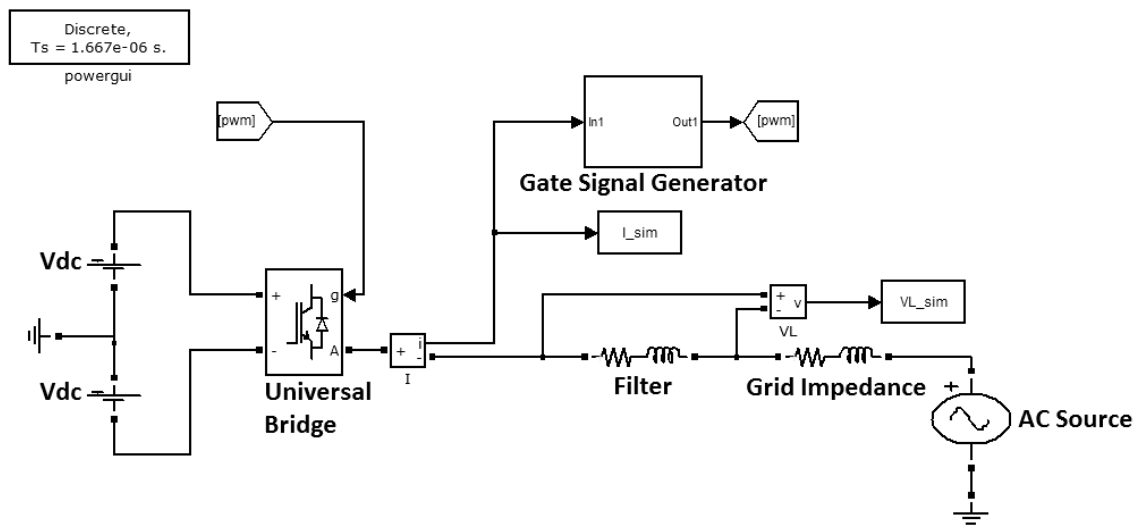 Discrete,
Ts = 1.667e-06 s.
powergui
[pwm]
In1
Out1
[pwm]
Gate Signal Generator
I_sim
Vdc
+
g
-
A
Universal
Bridge
+
i
-
I
+
-
v
VL
VL_sim
Filter
Grid Impedance
+
AC Source
Vdc